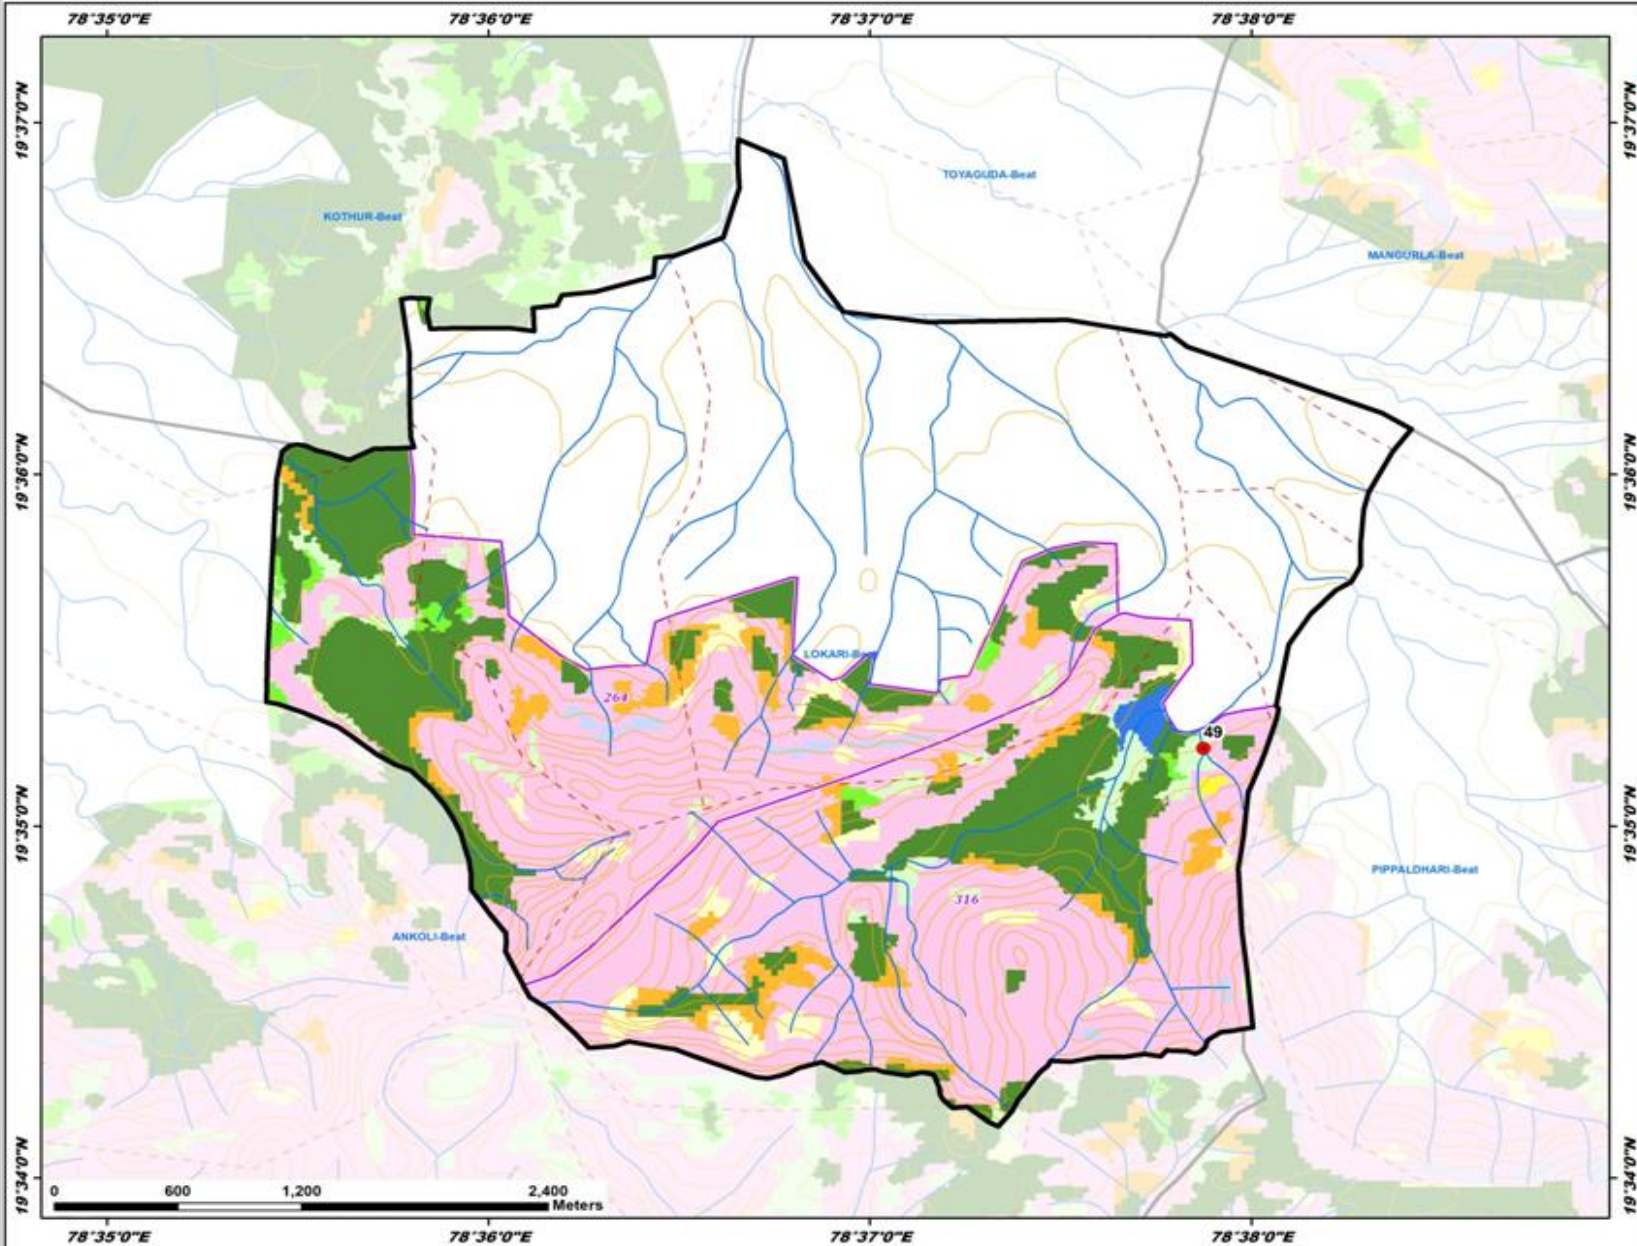 78°35'0"E 78°36'0"E 78°37'0"E 78°38'0"E
19°37'0"N 19°37'0"N
TOYAGUDA-Beat
KOTHUR-Beat
MANGURLA-Beat
19°36'0"N 19°36'0"N
LOKARI-Beat
264
49
19°35'0"N 19°35'0"N
PIPPALDHARI-Beat
316
ANKOLI-Beat
19°34'0"N 19°34'0"N
0 600 1,200 2,400
Meters
78°35'0"E 78°36'0"E 78°37'0"E 78°38'0"E